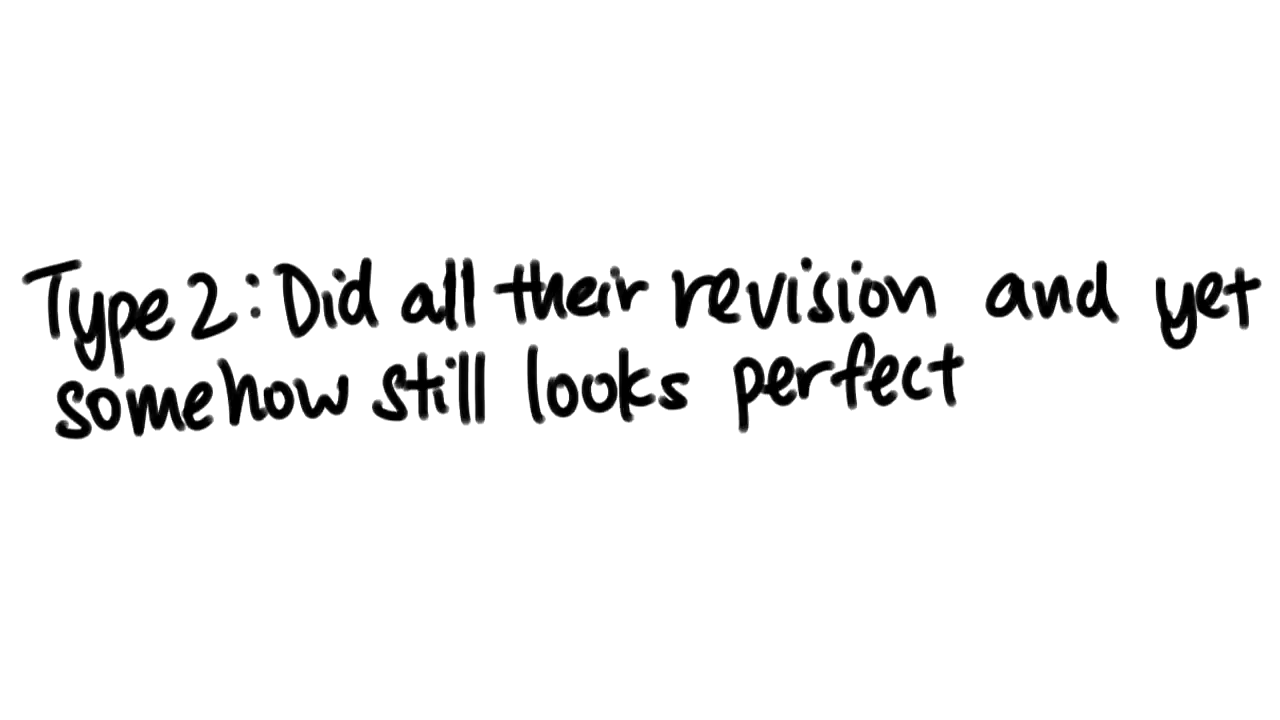 Type 2: Did all their revision and yet
somehow still looks perfect